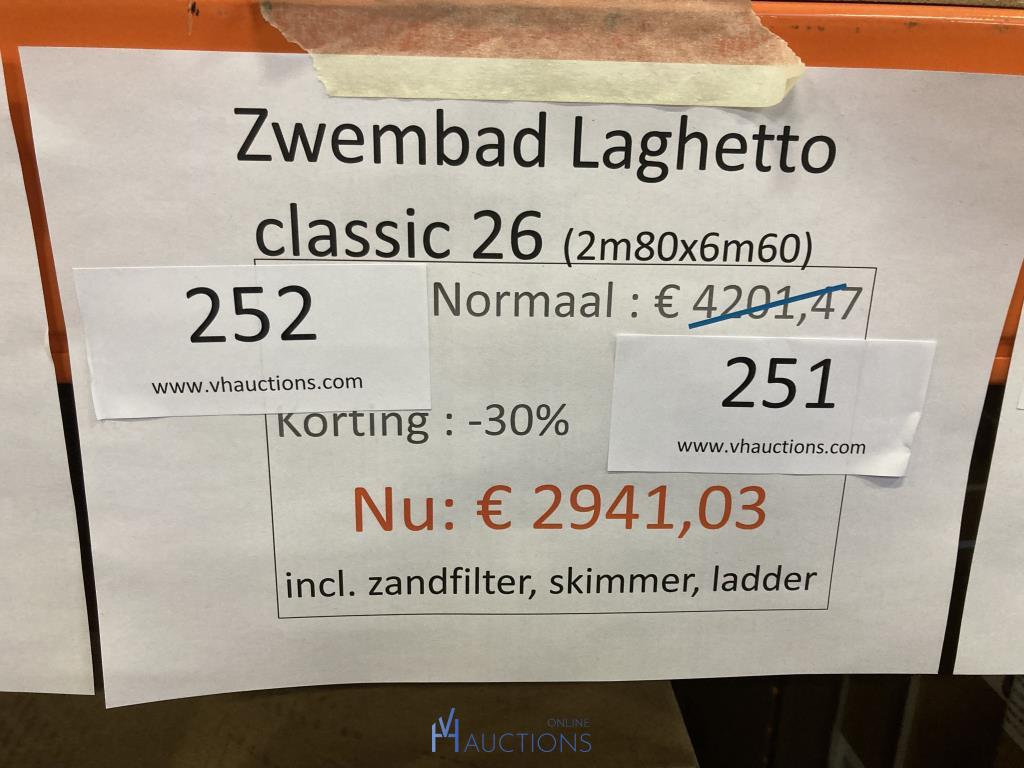 Zwembad Laghetto
classic 26 (2m80x6m60)
252
www.vhauctions.com
Normaal : € 4201,47
251
www.vhauctions.com
Korting : -30%
Nu: € 2941,03
incl. zandfilter, skimmer, ladder
VH ONLINE
AUCTIONS